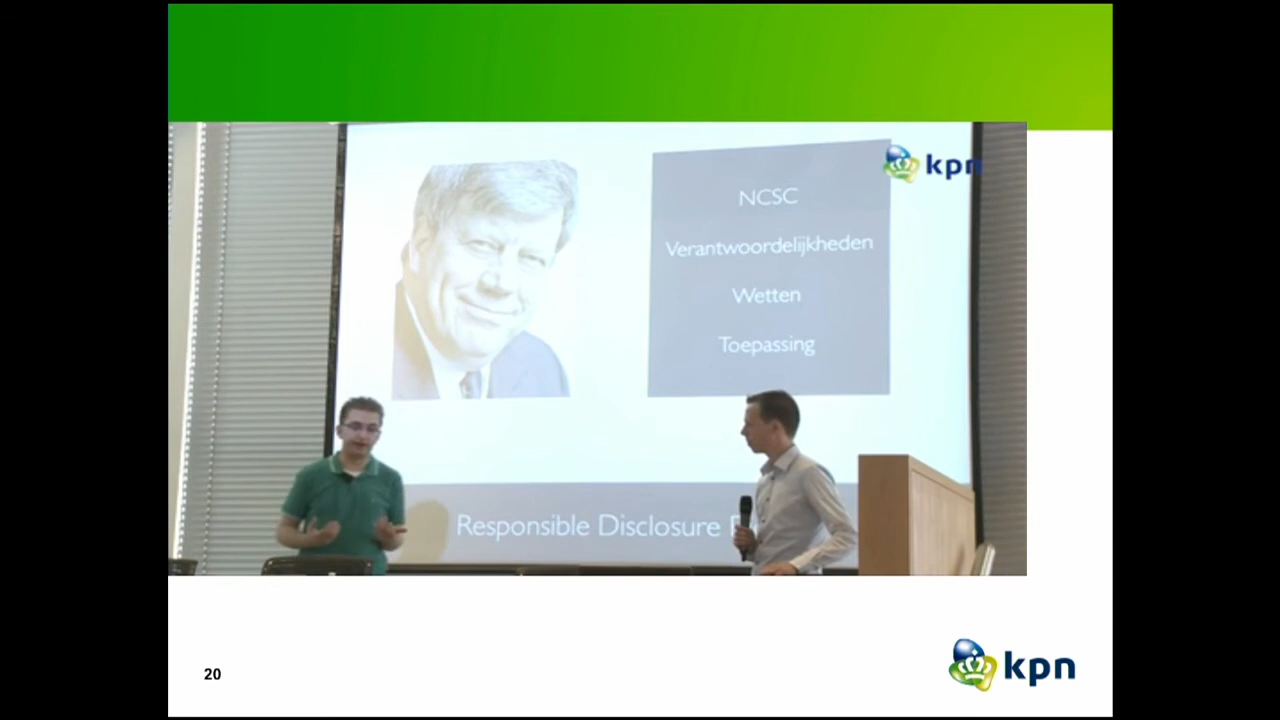 kpn
NCSC
Verantwoordelijkheden
Wetten
Toepassing
Responsible Disclosure
20
kpn